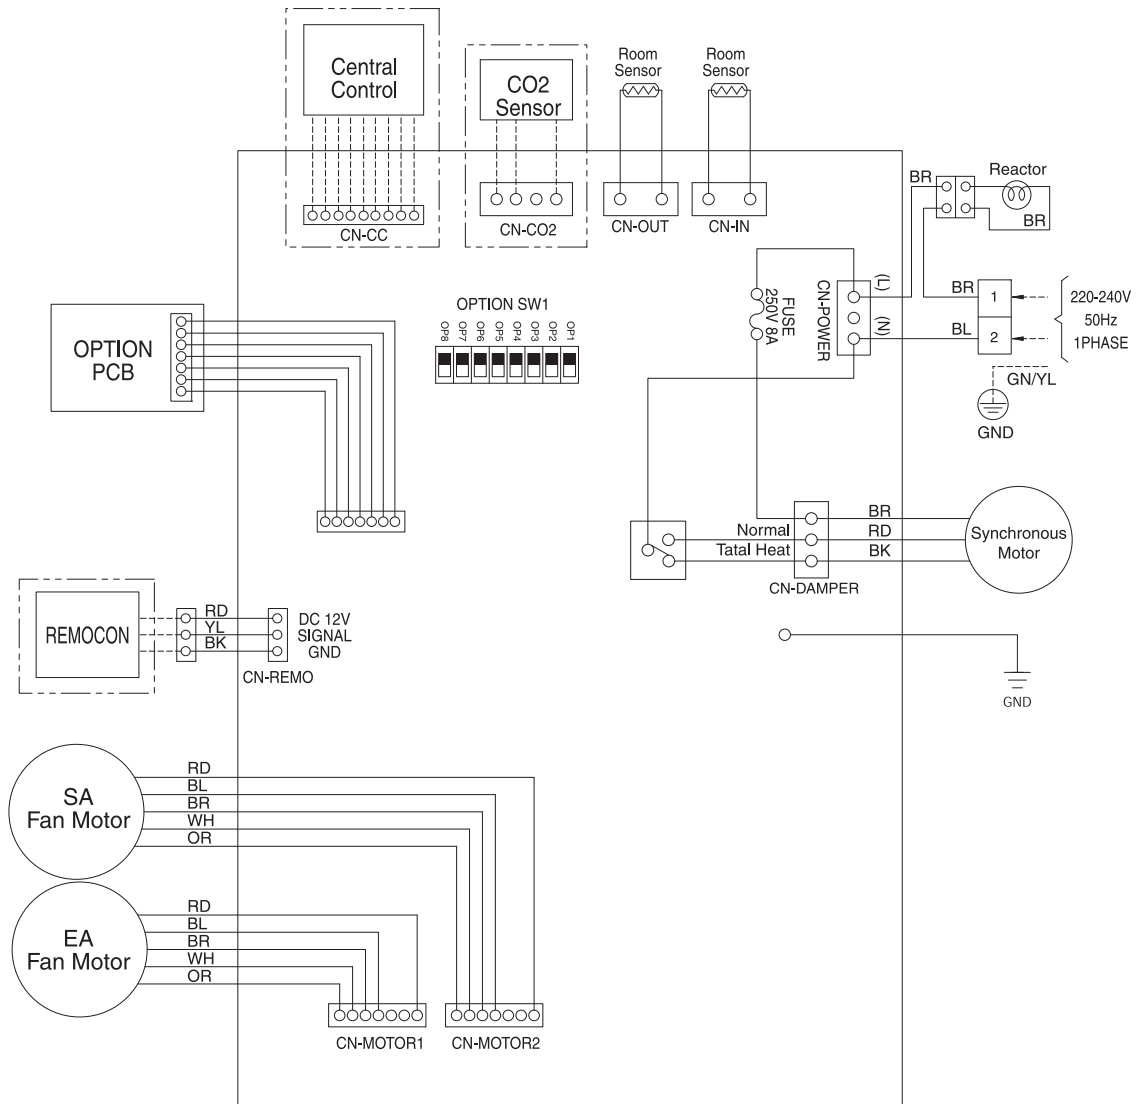 Central
Control
CN-CC
CO2
Sensor
CN-CO2
Room
Sensor
CN-OUT
Room
Sensor
CN-IN
BR
Reactor
BR
OPTION
PCB
OPTION SW1
OP8
OP7
OP6
OP5
OP4
OP3
OP2
OP1
FUSE
250V 8A
CN-POWER
(L)
(N)
BR
1
BL
2
220-240V
50Hz
1PHASE
GN/YL
GND
Normal
Tatal Heat
CN-DAMPER
BR
RD
BK
Synchronous
Motor
GND
REMOCON
RD
YL
BK
DC 12V
SIGNAL
GND
CN-REMO
SA
Fan Motor
RD
BL
BR
WH
OR
EA
Fan Motor
RD
BL
BR
WH
OR
CN-MOTOR1
CN-MOTOR2